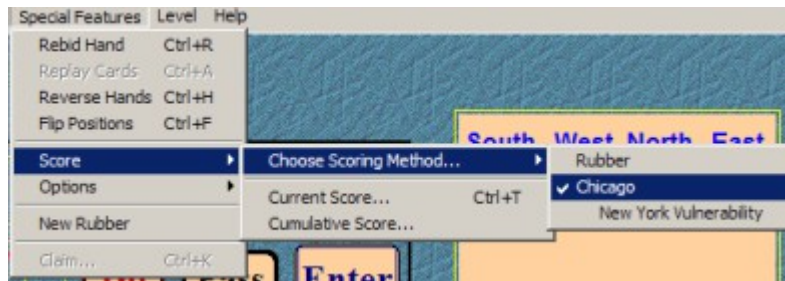 Special Features Level Help
Rebid Hand Ctrl+R
Replay Cards Ctrl+A
Reverse Hands Ctrl+H
Flip Positions Ctrl+F
South West North East
Score Choose Scoring Method... Rubber
Options Chicago
Current Score... Ctrl+T New York Vulnerability
New Rubber Cumulative Score...
Claim... Ctrl+K
Enter